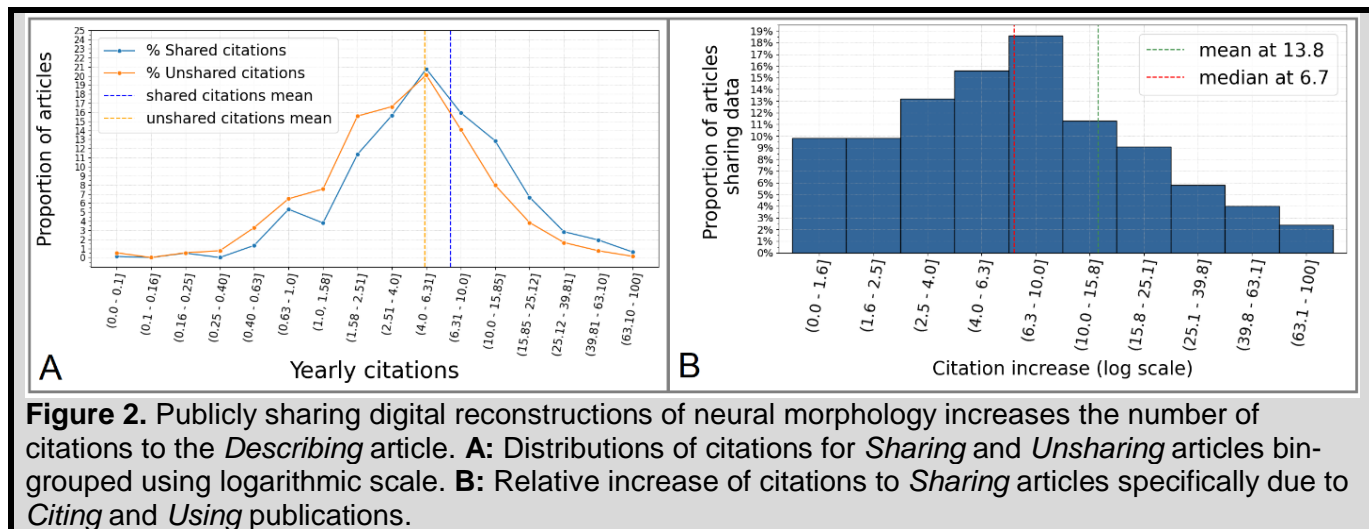 Proportion of articles
25
24
23
22
21
20
19
18
17
16
15
14
13
12
11
10
9
8
7
6
5
4
3
2
1
0
% Shared citations
% Unshared citations
shared citations mean
unshared citations mean
(0.0 - 0.1]
(0.1 - 0.16]
(0.16 - 0.25]
(0.25 - 0.40]
(0.40 - 0.63]
(0.63 - 1.0]
(1.0, 1.58]
(1.58 - 2.51]
(2.51 - 4.0]
(4.0 - 6.31]
(6.31 - 10.0]
(10.0 - 15.85]
(15.85 - 25.12]
(25.12 - 39.81]
(39.81 - 63.10]
(63.10 - 100]
Yearly citations
A
Proportion of articles
sharing data
19%
18%
17%
16%
15%
14%
13%
12%
11%
10%
9%
8%
7%
6%
5%
4%
3%
2%
1%
0%
mean at 13.8
median at 6.7
(0.0 - 1.6]
(1.6 - 2.5]
(2.5 - 4.0]
(4.0 - 6.3]
(6.3 - 10.0]
(10.0 - 15.8]
(15.8 - 25.1]
(25.1 - 39.8]
(39.8 - 63.1]
(63.1 - 100]
Citation increase (log scale)
B
Figure 2. Publicly sharing digital reconstructions of neural morphology increases the number of
citations to the Describing article. A: Distributions of citations for Sharing and Unsharing articles bin-
grouped using logarithmic scale. B: Relative increase of citations to Sharing articles specifically due to
Citing and Using publications.